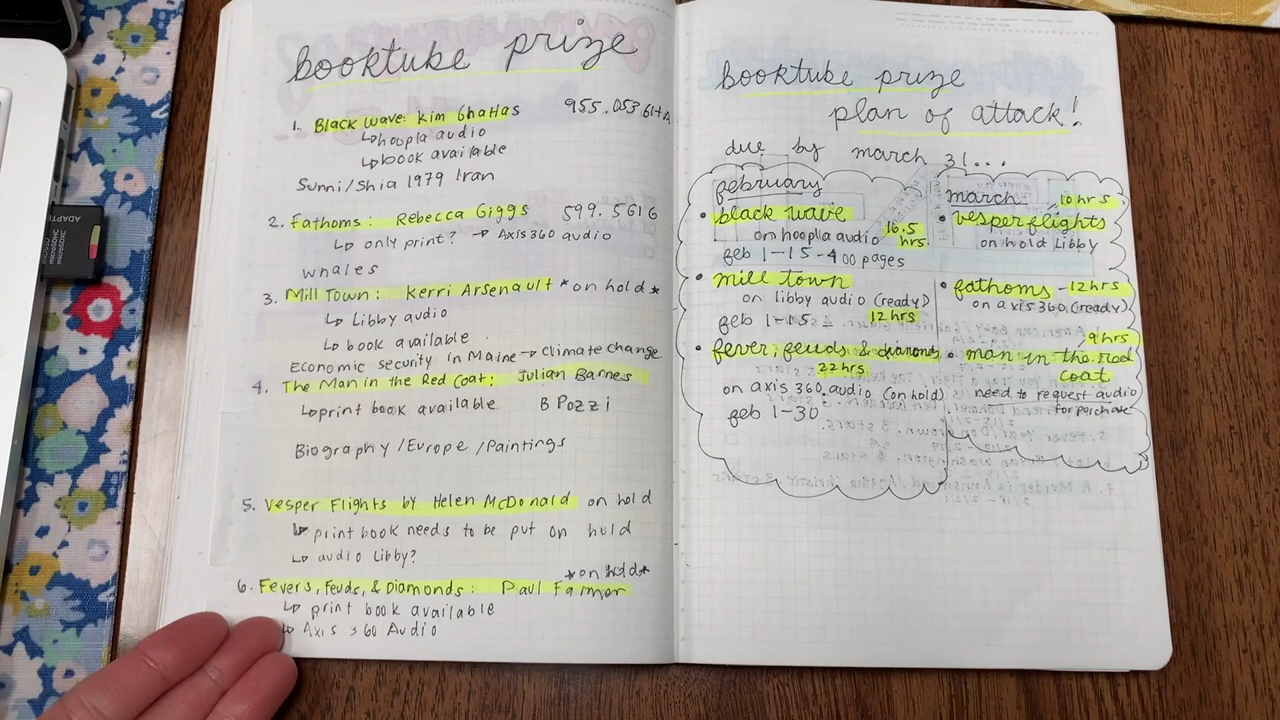 booktube prize
1. Black Wave: Kim Ghattas 955.0536
↳ hoopla audio
↳ book available
Sunni/Shia 1979 Iran
2. Fathoms: Rebecca Giggs 599.5 G
↳ only print? → Axis360 audio
whales
3. Mill Town: Kerri Arsenault *on hold*
↳ Libby audio
↳ book available
Economic security in Maine → Climate change
4. The Man in the Red Coat: Julian Barnes
↳ print book available B Pozzi
Biography/Europe/Paintings
5. Vesper Flights by Helen McDonald on hold
↳ print book needs to be put on hold
↳ audio Libby?
*on hold*
6. Fevers, Feuds, & Diamonds: Paul Farmer
↳ print book available
↳ Axis 360 Audio
booktube prize
plan of attack!
due by march 31...
february
• black wave
on hoopla audio 16.5 hrs.
feb 1-15 - 400 pages
• mill town
on libby audio (ready)
feb 1-15 - 12 hrs
• fever, feuds & diamonds
22 hrs
on axis 360 audio (on hold)
feb 1-30
march 10 hrs
• vesper flights
on hold Libby
• fathoms - 12 hrs
on axis 360 (ready)
9 hrs
• man in the red
coat
need to request audio
for purchase
ADAPTER
microSD
microSDHC
microSDXC